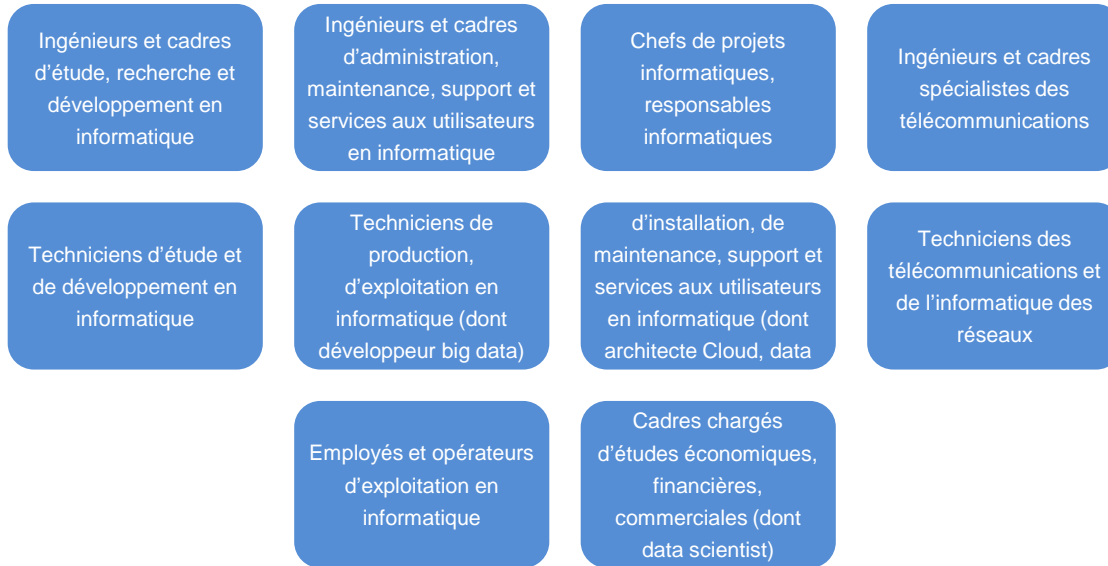 Ingénieurs et cadres
d’étude, recherche et
développement en
informatique
Ingénieurs et cadres
d’administration,
maintenance, support et
services aux utilisateurs
en informatique
Chefs de projets
informatiques,
responsables
informatiques
Ingénieurs et cadres
spécialistes des
télécommunications
Techniciens d’étude et
de développement en
informatique
Techniciens de
production,
d’exploitation en
informatique (dont
développeur big data)
d’installation, de
maintenance, support et
services aux utilisateurs
en informatique (dont
architecte Cloud, data
Techniciens des
télécommunications et
de l’informatique des
réseaux
Employés et opérateurs
d’exploitation en
informatique
Cadres chargés
d’études économiques,
financières,
commerciales (dont
data scientist)